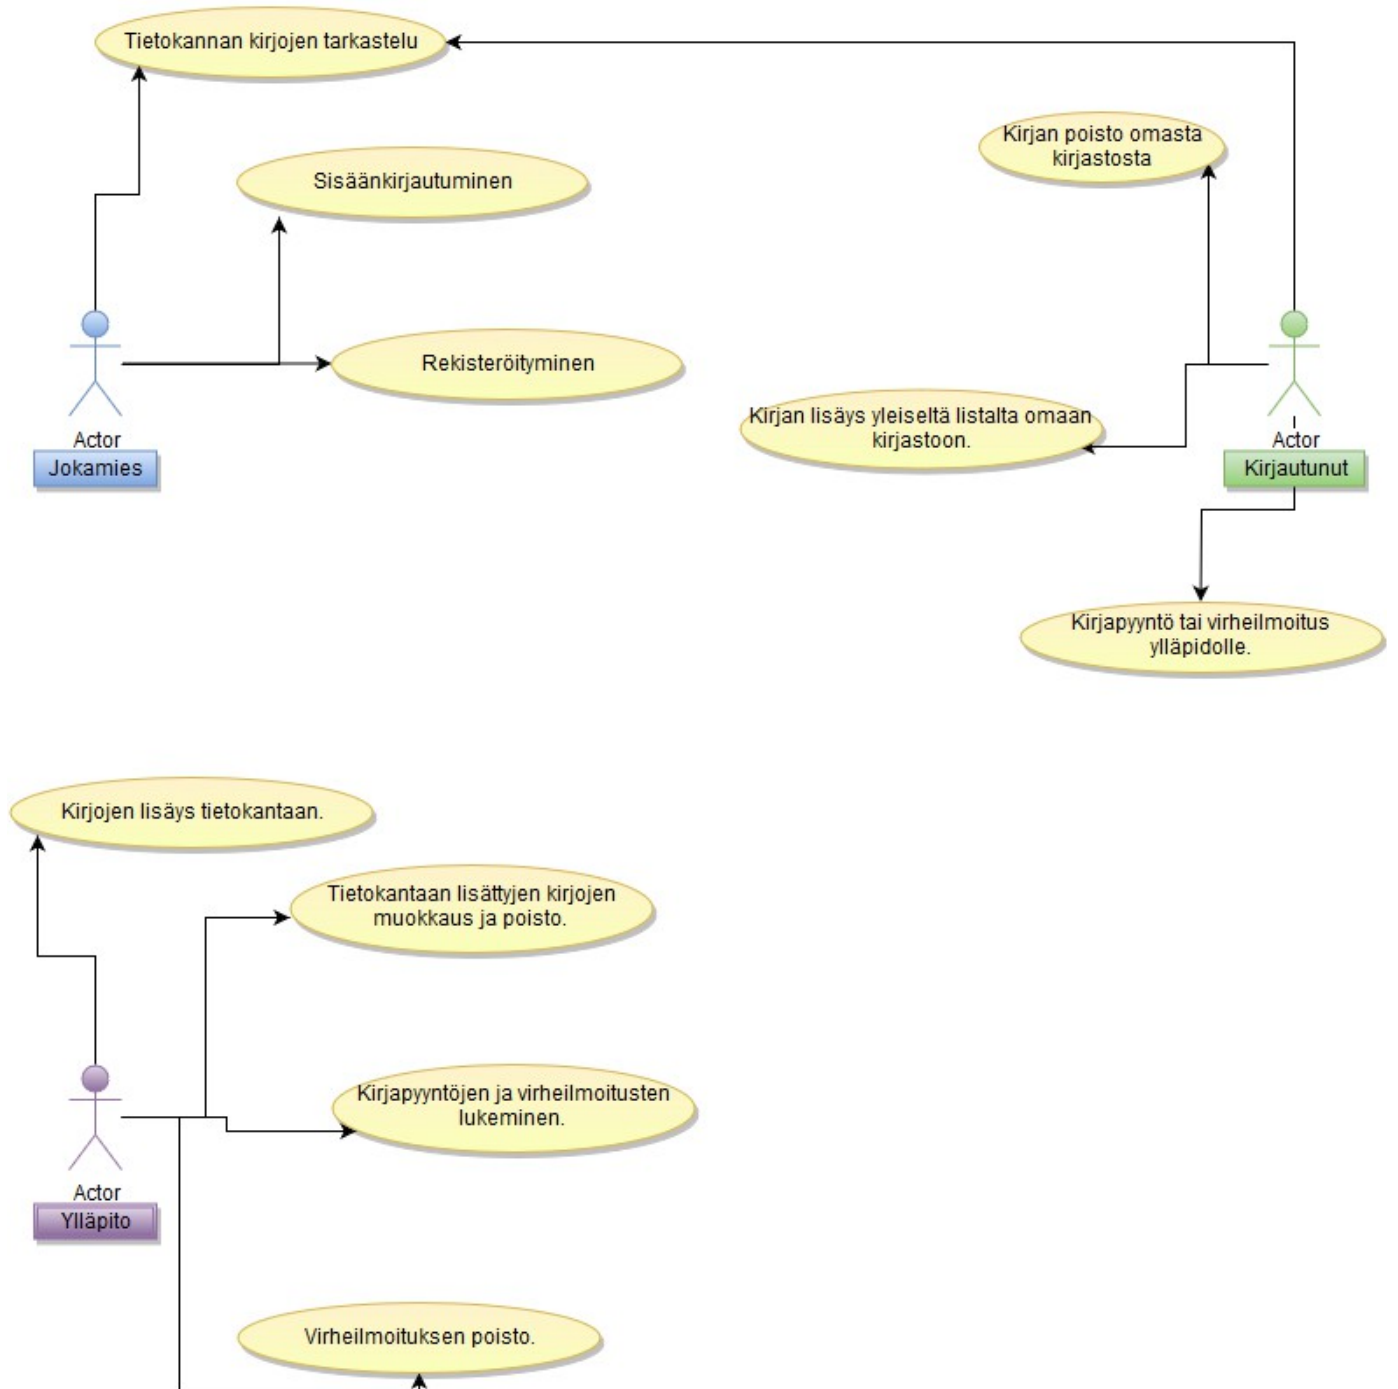 Tietokannan kirjojen tarkastelu
Kirjan poisto omasta
kirjastosta
Sisäänkirjautuminen
Rekisteröityminen
Kirjan lisäys yleiseltä listalta omaan
kirjastoon.
Actor
Jokamies
Actor
Kirjautunut
Kirjapyyntö tai virheilmoitus
ylläpidolle.
Kirjojen lisäys tietokantaan.
Tietokantaan lisättyjen kirjojen
muokkaus ja poisto.
Kirjapyyntöjen ja virheilmoitusten
lukeminen.
Actor
Ylläpito
Virheilmoituksen poisto.